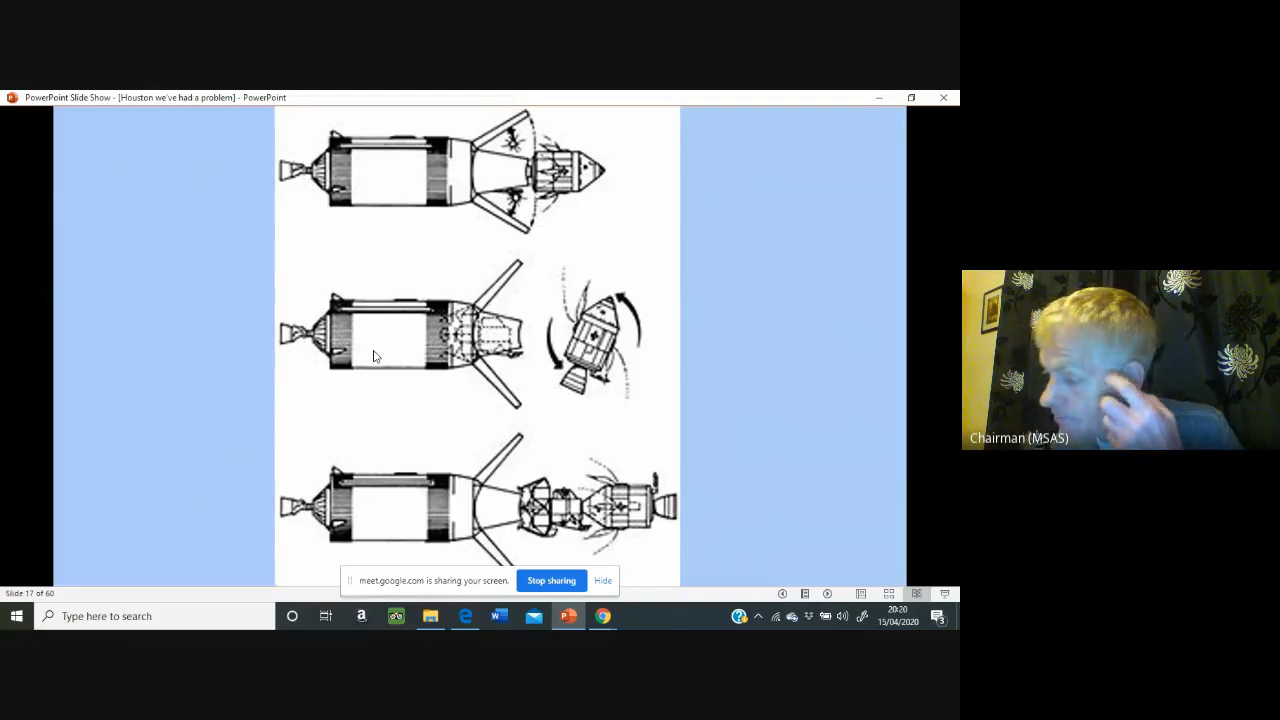 PowerPoint Slide Show - [Houston we've had a problem] - PowerPoint
Chairman (MSAS)
meet.google.com is sharing your screen.
Stop sharing
Hide
Slide 17 of 60
Type here to search
20:20
15/04/2020
3